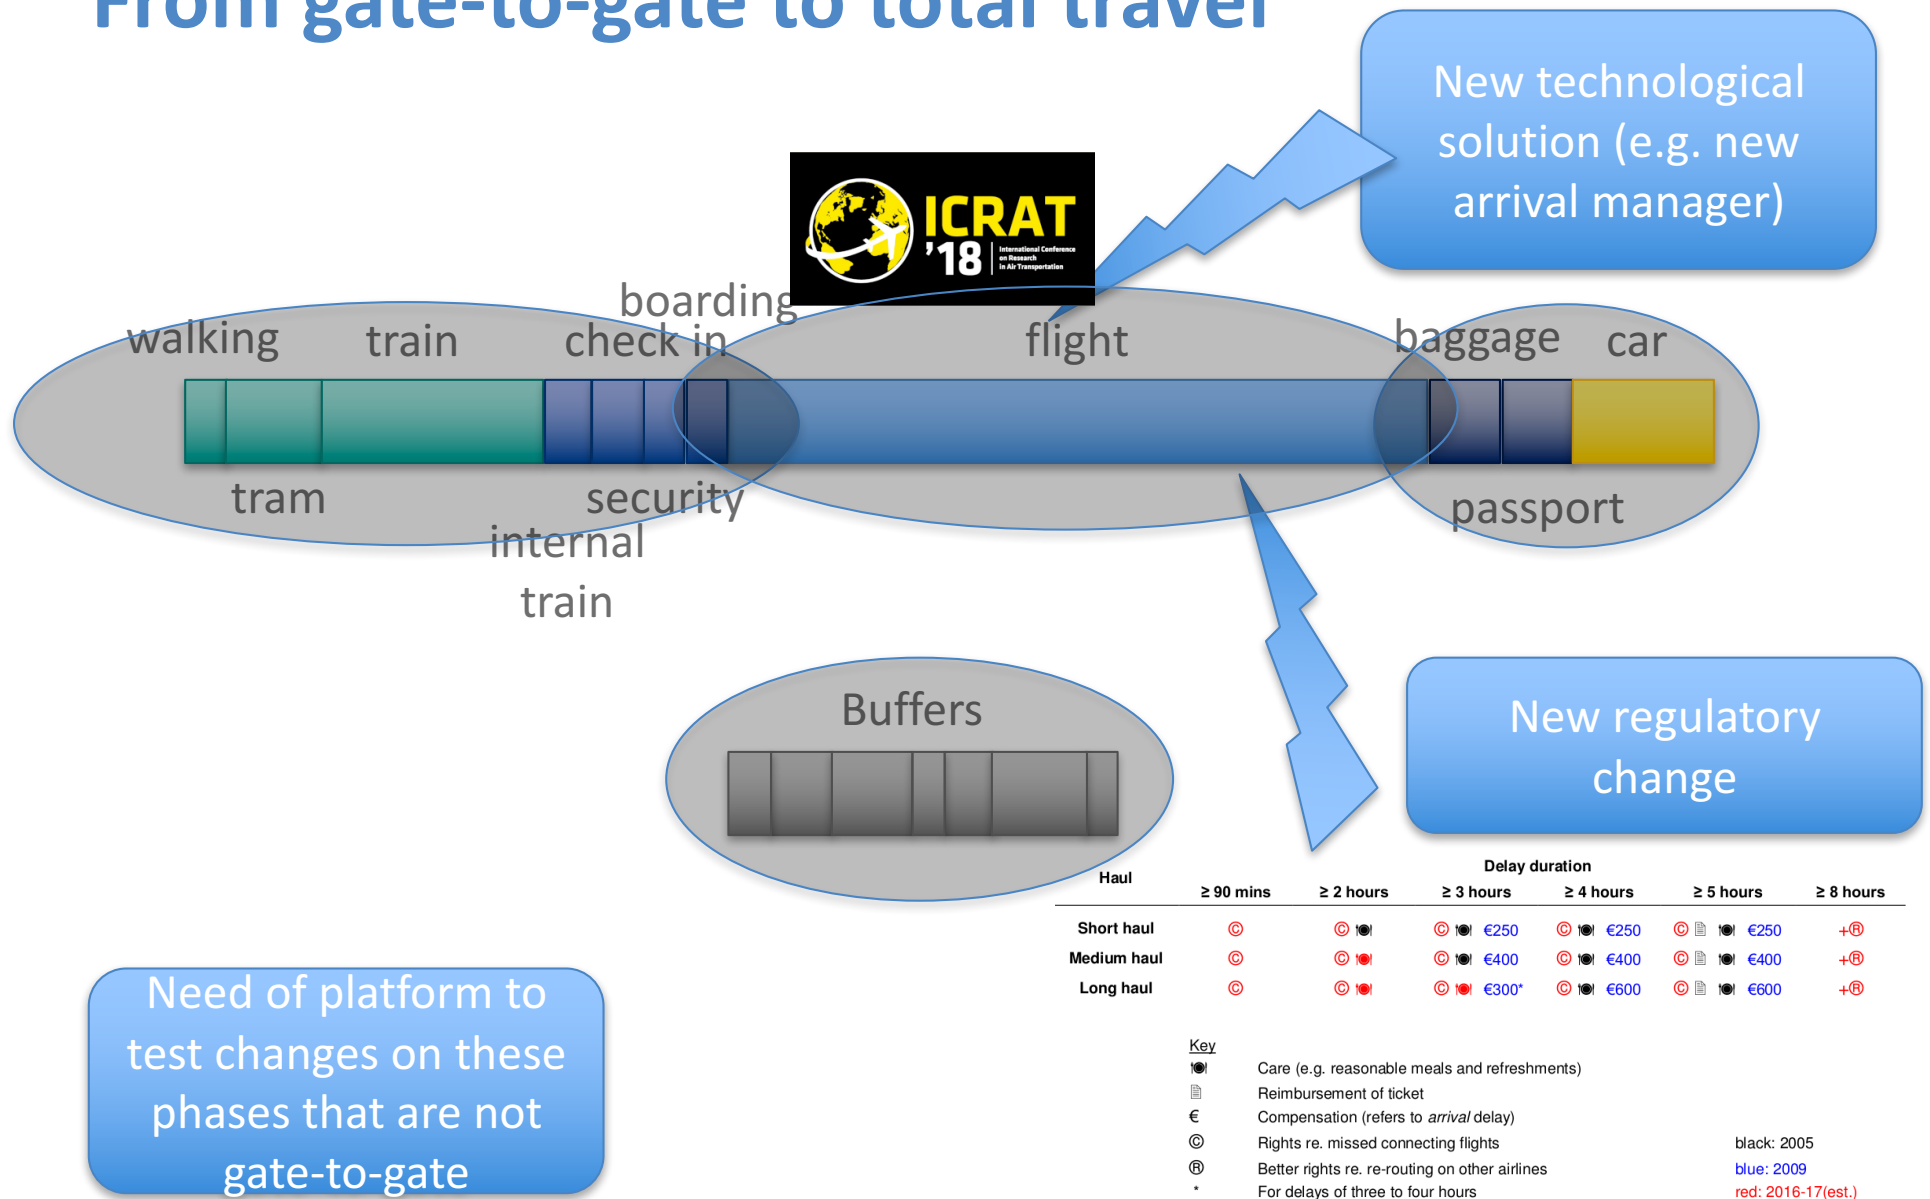 From gate-to-gate to total travel
New technological
solution (e.g. new
arrival manager)
ICRAT
'18
International Conference
on Research
in Air Transportation
boarding
walking
train
check in
flight
baggage
car
tram
security
passport
internal
train
Buffers
New regulatory
change
Need of platform to
test changes on these
phases that are not
gate-to-gate
Haul Delay duration
≥ 90 mins ≥ 2 hours ≥ 3 hours ≥ 4 hours ≥ 5 hours ≥ 8 hours
Short haul © © © €250 © €250 © €250 +®
Medium haul © © © €400 © €400 © €400 +®
Long haul © © © €300* © €600 © €600 +®
Key
Care (e.g. reasonable meals and refreshments)
Reimbursement of ticket
€ Compensation (refers to arrival delay)
© Rights re. missed connecting flights black: 2005
® Better rights re. re-routing on other airlines blue: 2009
* For delays of three to four hours red: 2016-17(est.)